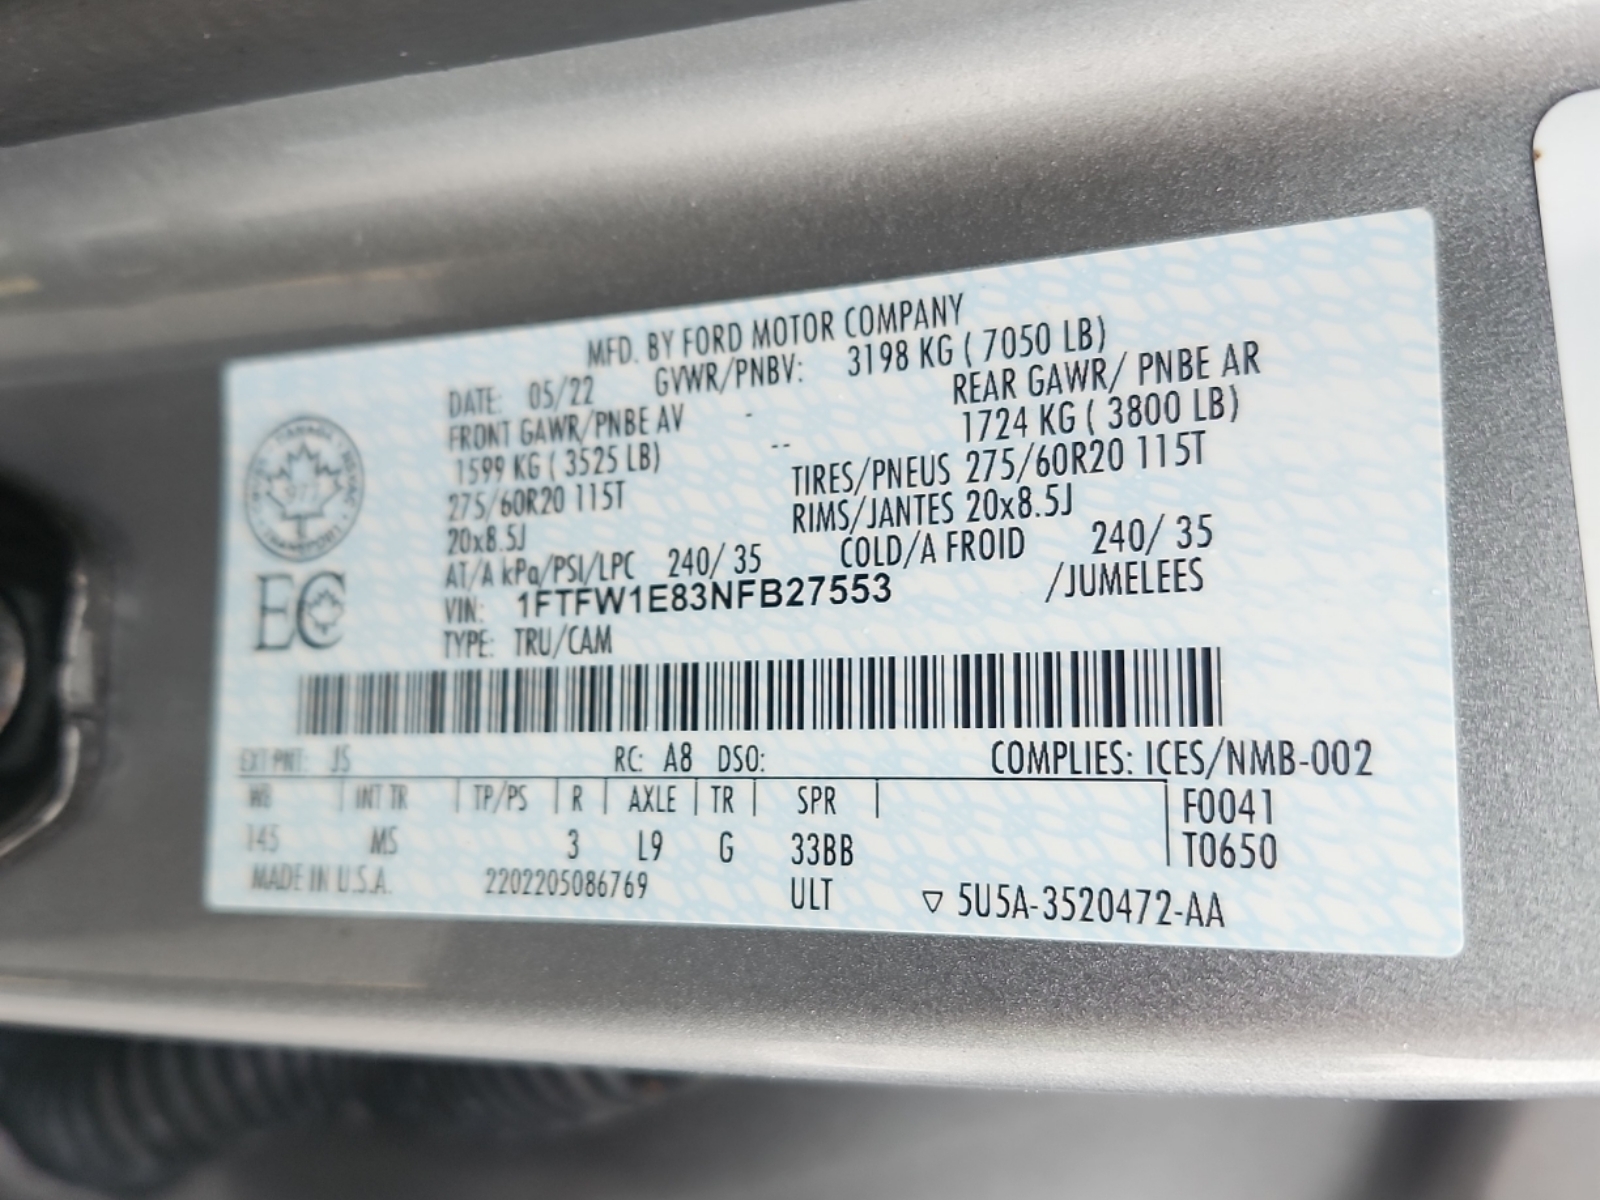 MFD. BY FORD MOTOR COMPANY
DATE: 05/22 GVWR/PNBV: 3198 KG ( 7050 LB)
FRONT GAWR/PNBE AV - REAR GAWR/ PNBE AR
1599 KG ( 3525 LB) -- 1724 KG ( 3800 LB)
275/60R20 115T TIRES/PNEUS 275/60R20 115T
20x8.5J RIMS/JANTES 20x8.5J
AT/A kPa/PSI/LPC 240/ 35 COLD/A FROID 240/ 35
VIN: 1FTFW1E83NFB27553 /JUMELEES
TYPE: TRU/CAM
CANADA
TRANSPORT
EC
EXT PNT: JS RC: A8 DSO: COMPLIES: ICES/NMB-002
WB INT TR TP/PS R AXLE TR SPR F0041
145 MS 3 L9 G 33BB T0650
MADE IN U.S.A. 2202205086769 ULT ▽ 5U5A-3520472-AA